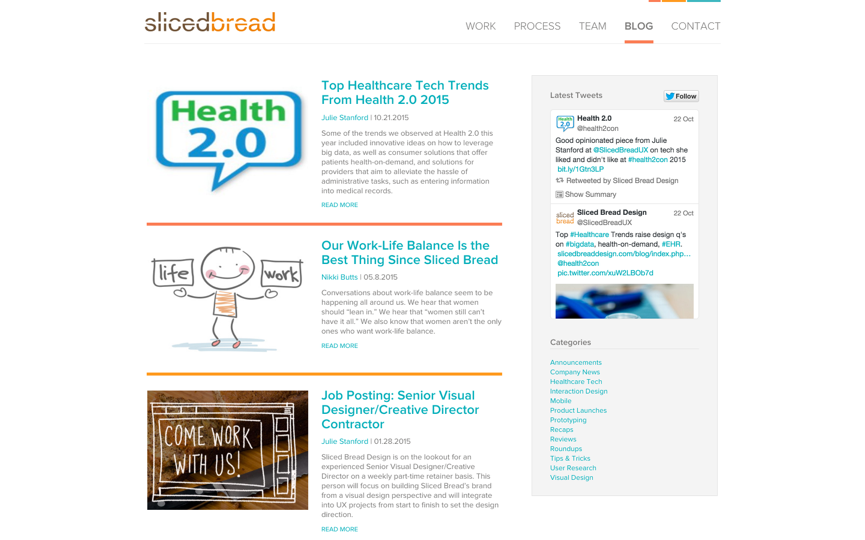 slicedbread
WORK PROCESS TEAM BLOG CONTACT
Health
2.0
Top Healthcare Tech Trends
From Health 2.0 2015
Julie Stanford | 10.21.2015
Some of the trends we observed at Health 2.0 this
year included innovative ideas on how to leverage
big data, as well as consumer solutions that offer
patients health-on-demand, and solutions for
providers that aim to alleviate the hassle of
administrative tasks, such as entering information
into medical records.
READ MORE
life
work
Our Work-Life Balance Is the
Best Thing Since Sliced Bread
Nikki Butts | 05.8.2015
Conversations about work-life balance seem to be
happening all around us. We hear that women
should “lean in.” We hear that “women still can’t
have it all.” We also know that women aren’t the only
ones who want work-life balance.
READ MORE
COME WORK
WITH US!
Job Posting: Senior Visual
Designer/Creative Director
Contractor
Julie Stanford | 01.28.2015
Sliced Bread Design is on the lookout for an
experienced Senior Visual Designer/Creative
Director on a weekly part-time retainer basis. This
person will focus on building Sliced Bread's brand
from a visual design perspective and will integrate
into UX projects from start to finish to set the design
direction.
READ MORE
Latest Tweets
Follow
Health
2.0
Health 2.0 22 Oct
@health2con
Good opinionated piece from Julie
Stanford at @SlicedBreadUX on tech she
liked and didn't like at #health2con 2015
bit.ly/1Gtn3LP
Retweeted by Sliced Bread Design
Show Summary
sliced
bread
Sliced Bread Design 22 Oct
@SlicedBreadUX
Top #Healthcare Trends raise design q's
on #bigdata, health-on-demand, #EHR.
slicedbreaddesign.com/blog/index.php…
@health2con
pic.twitter.com/xuW2LBOb7d
Categories
Announcements
Company News
Healthcare Tech
Interaction Design
Mobile
Product Launches
Prototyping
Recaps
Reviews
Roundups
Tips & Tricks
User Research
Visual Design